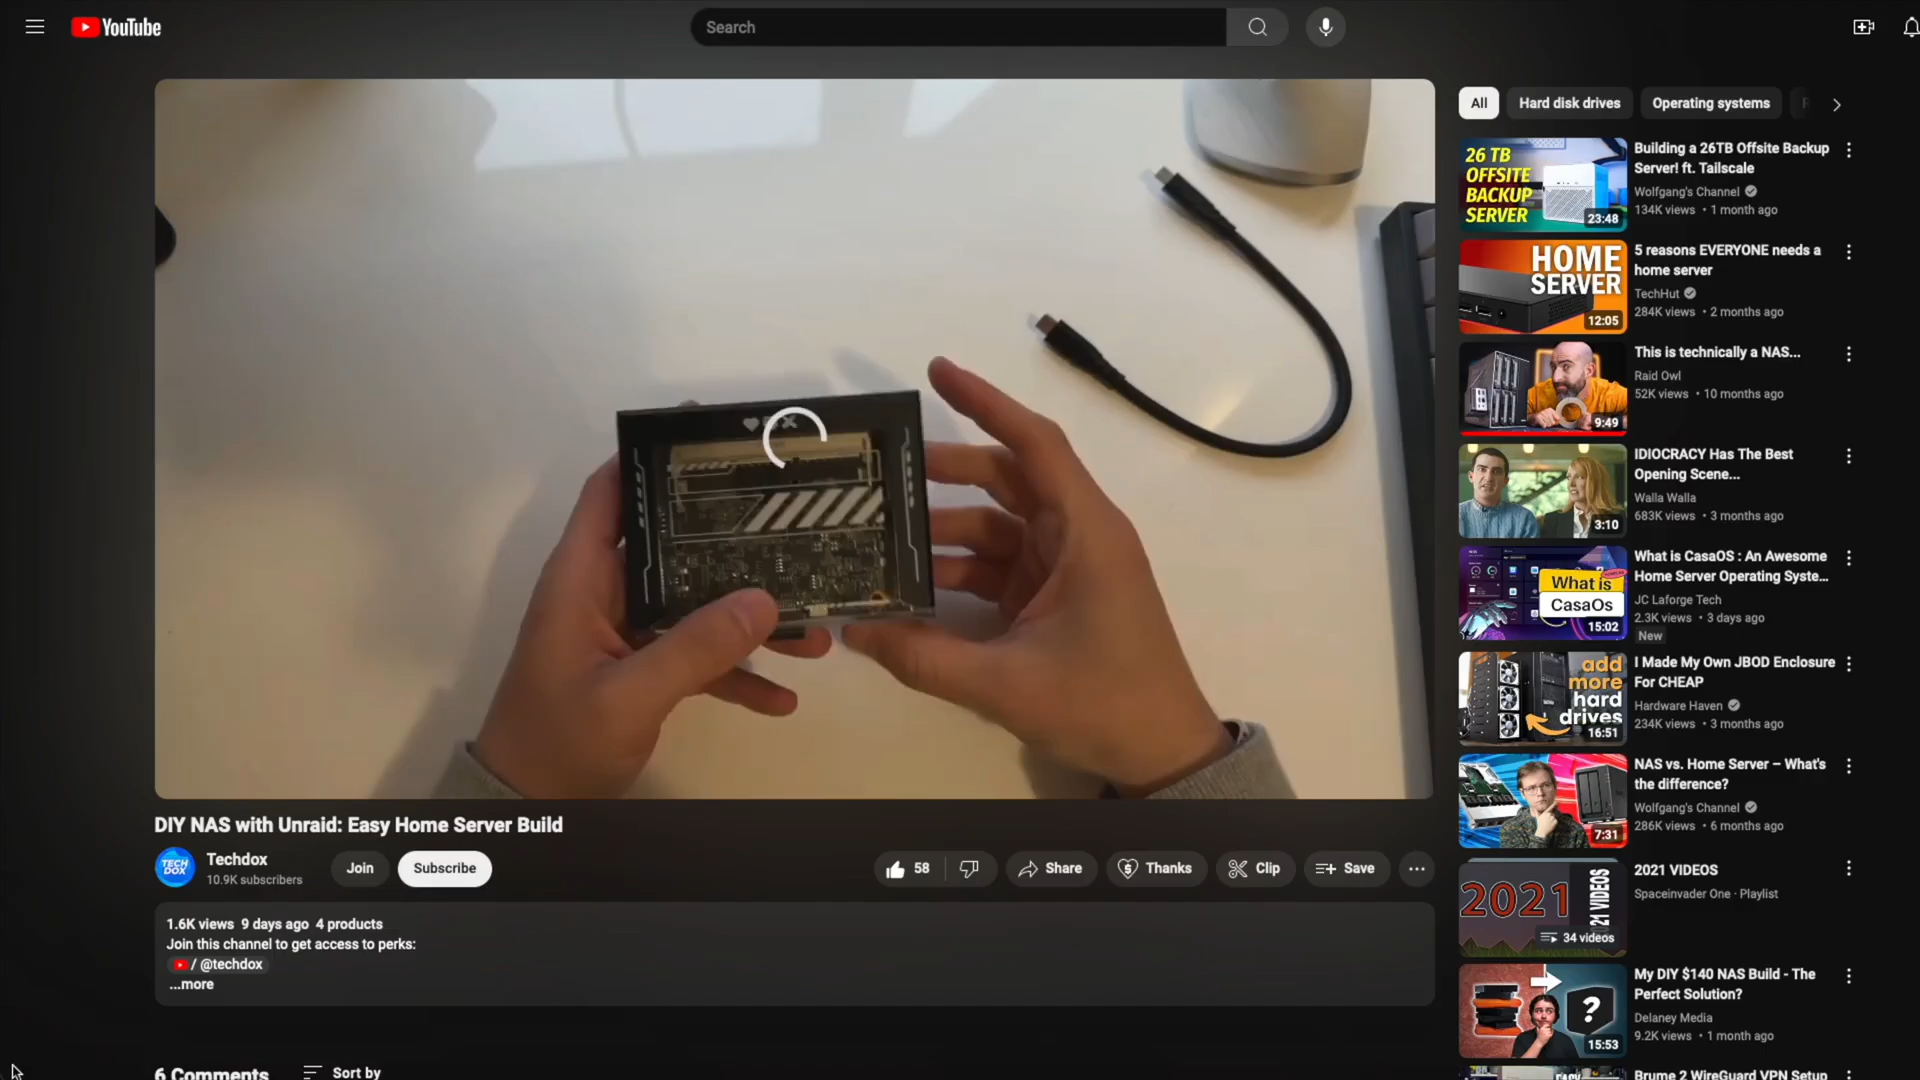 YouTube
Search
DIY NAS with Unraid: Easy Home Server Build
TECH
DOX
Techdox
10.9K subscribers
Join
Subscribe
58
Share
Thanks
Clip
Save
1.6K views 9 days ago 4 products
Join this channel to get access to perks:
/ @techdox
...more
6 Comments
Sort by
All
Hard disk drives
Operating systems
26 TB
OFFSITE
BACKUP
SERVER
23:48
Building a 26TB Offsite Backup
Server! ft. Tailscale
Wolfgang's Channel
134K views • 1 month ago
HOME
SERVER
12:05
5 reasons EVERYONE needs a
home server
TechHut
284K views • 2 months ago
9:49
This is technically a NAS...
Raid Owl
52K views • 10 months ago
3:10
IDIOCRACY Has The Best
Opening Scene...
Walla Walla
683K views • 3 months ago
What is
CasaOs
15:02
What is CasaOS : An Awesome
Home Server Operating Syste...
JC Laforge Tech
2.3K views • 3 days ago
New
add
more
hard
drives
16:51
I Made My Own JBOD Enclosure
For CHEAP
Hardware Haven
234K views • 3 months ago
7:31
NAS vs. Home Server – What's
the difference?
Wolfgang's Channel
286K views • 6 months ago
2021
21 VIDEOS
34 videos
2021 VIDEOS
Spaceinvader One · Playlist
?
15:53
My DIY $140 NAS Build - The
Perfect Solution?
Delaney Media
9.2K views • 1 month ago
Brume 2 WireGuard VPN Setup